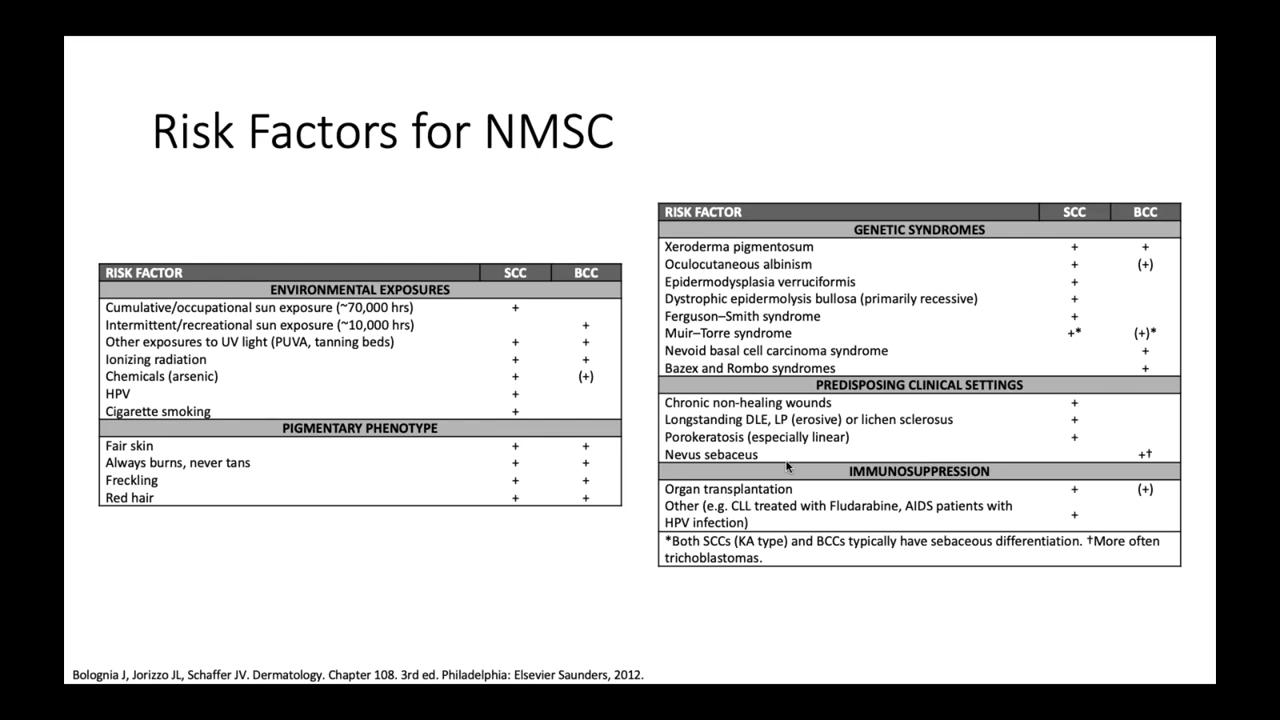 Risk Factors for NMSC
RISK FACTOR SCC BCC
ENVIRONMENTAL EXPOSURES
Cumulative/occupational sun exposure (~70,000 hrs) +
Intermittent/recreational sun exposure (~10,000 hrs) +
Other exposures to UV light (PUVA, tanning beds) + +
Ionizing radiation + +
Chemicals (arsenic) + (+)
HPV +
Cigarette smoking +
PIGMENTARY PHENOTYPE
Fair skin + +
Always burns, never tans + +
Freckling + +
Red hair + +
RISK FACTOR SCC BCC
GENETIC SYNDROMES
Xeroderma pigmentosum + +
Oculocutaneous albinism + (+)
Epidermodysplasia verruciformis +
Dystrophic epidermolysis bullosa (primarily recessive) +
Ferguson–Smith syndrome +
Muir–Torre syndrome +* (+)*
Nevoid basal cell carcinoma syndrome +
Bazex and Rombo syndromes +
PREDISPOSING CLINICAL SETTINGS
Chronic non-healing wounds +
Longstanding DLE, LP (erosive) or lichen sclerosus +
Porokeratosis (especially linear) +
Nevus sebaceus +†
IMMUNOSUPPRESSION
Organ transplantation + (+)
Other (e.g. CLL treated with Fludarabine, AIDS patients with
HPV infection) +
*Both SCCs (KA type) and BCCs typically have sebaceous differentiation. †More often
trichoblastomas.
Bolognia J, Jorizzo JL, Schaffer JV. Dermatology. Chapter 108. 3rd ed. Philadelphia: Elsevier Saunders, 2012.